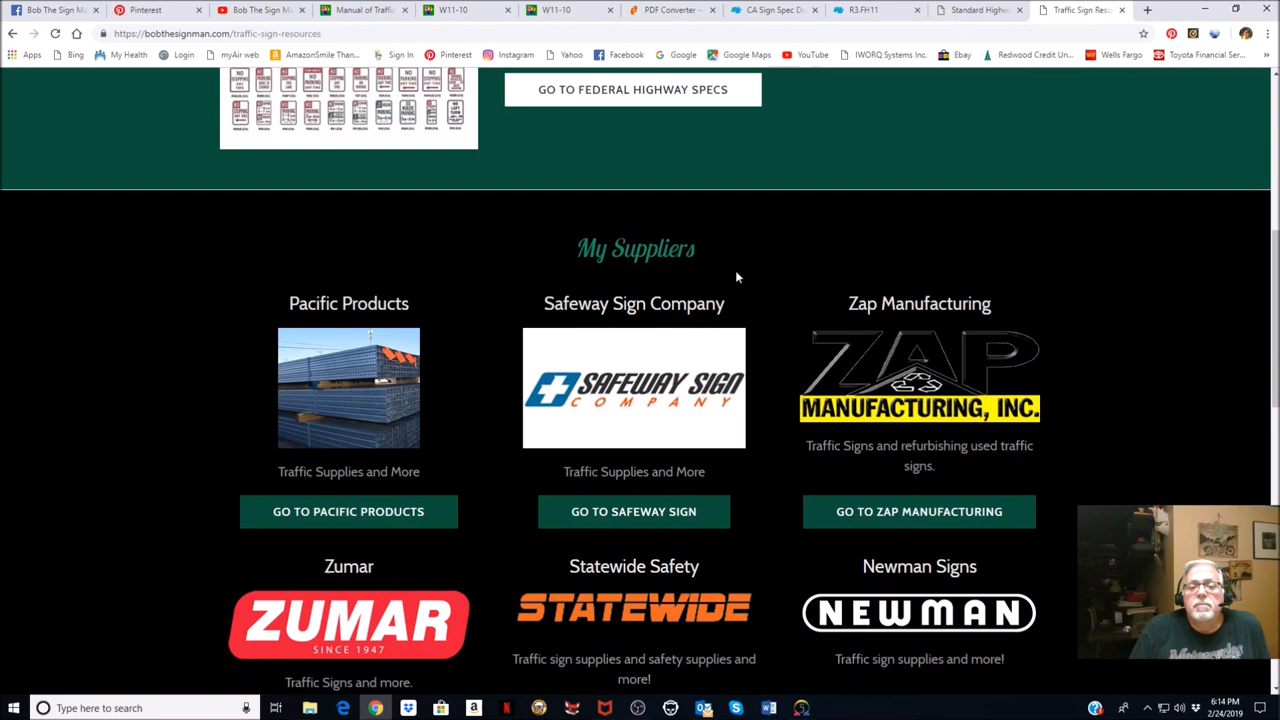 Bob The Sign Ma
Pinterest
Bob The Sign Ma
Manual of Traffic
W11-10
W11-10
PDF Converter –
CA Sign Spec D
R3.FH11
Standard Highw
Traffic Sign Reso
https://bobthesignman.com/traffic-sign-resources
Apps
Bing
My Health
Login
myAir web
AmazonSmile Than...
Sign In
Pinterest
Instagram
Yahoo
Facebook
Google
Google Maps
YouTube
IWORQ Systems Inc.
Ebay
Redwood Credit Un...
Wells Fargo
Toyota Financial Ser...
GO TO FEDERAL HIGHWAY SPECS
My Suppliers
Pacific Products
Safeway Sign Company
Zap Manufacturing
SAFEWAY SIGN
COMPANY
ZAP
MANUFACTURING, INC.
Traffic Supplies and More
Traffic Supplies and More
Traffic Signs and refurbishing used traffic
signs.
GO TO PACIFIC PRODUCTS
GO TO SAFEWAY SIGN
GO TO ZAP MANUFACTURING
Zumar
Statewide Safety
Newman Signs
ZUMAR
SINCE 1947
STATEWIDE
NEWMAN
Traffic Signs and more.
Traffic sign supplies and safety supplies and
more!
Traffic sign supplies and more!
Type here to search
6:14 PM
2/24/2019